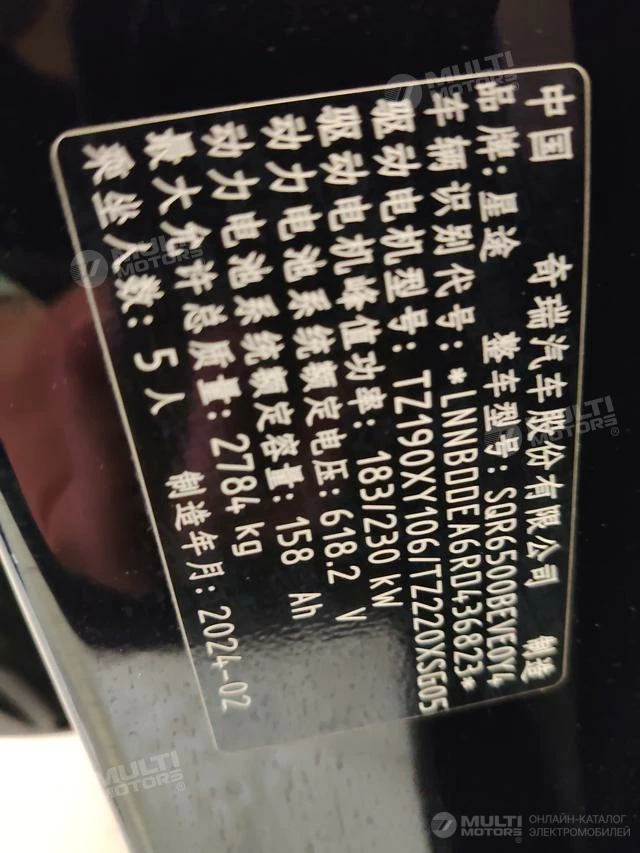 中国 奇瑞汽车股份有限公司 制造
品牌: 星途 整车型号: SQR6500BEVE0Y4
车辆识别代号: *LNNBDDEA6RD436823*
驱动电机型号: TZ190XY106/TZ220XSG05
驱动电机峰值功率: 183/230 kW
动力电池系统额定电压: 618.2 V
动力电池系统额定容量: 158 Ah
最大允许总质量: 2784 kg
乘坐人数: 5 人 制造年月: 2024-02
MULTI MOTORS
MULTI MOTORS
MULTI MOTORS
MULTI MOTORS
MULTI MOTORS ОНЛАЙН-КАТАЛОГ ЭЛЕКТРОМОБИЛЕЙ